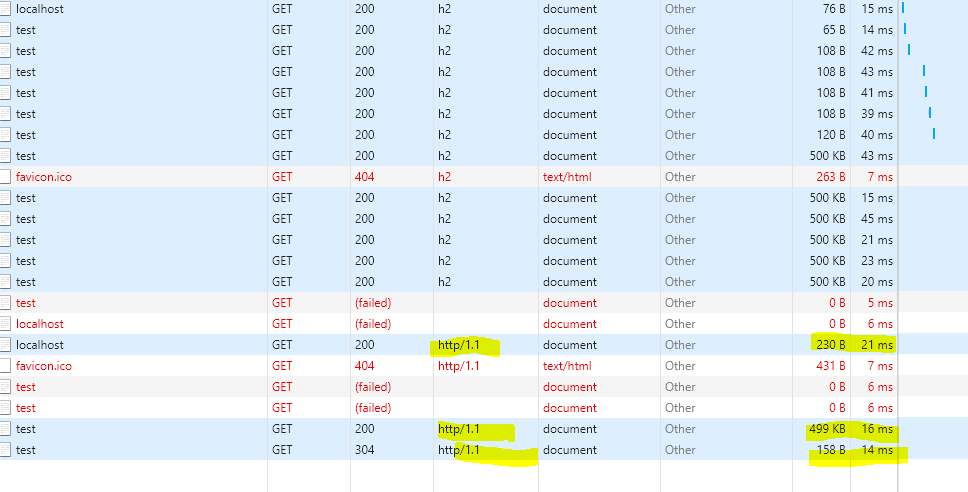 localhost GET 200 h2 document Other 76 B 15 ms
test GET 200 h2 document Other 65 B 14 ms
test GET 200 h2 document Other 108 B 42 ms
test GET 200 h2 document Other 108 B 43 ms
test GET 200 h2 document Other 108 B 41 ms
test GET 200 h2 document Other 108 B 39 ms
test GET 200 h2 document Other 120 B 40 ms
test GET 200 h2 document Other 500 KB 43 ms
favicon.ico GET 404 h2 text/html Other 263 B 7 ms
test GET 200 h2 document Other 500 KB 15 ms
test GET 200 h2 document Other 500 KB 45 ms
test GET 200 h2 document Other 500 KB 21 ms
test GET 200 h2 document Other 500 KB 23 ms
test GET 200 h2 document Other 500 KB 20 ms
test GET (failed) document Other 0 B 5 ms
localhost GET (failed) document Other 0 B 6 ms
localhost GET 200 http/1.1 document Other 230 B 21 ms
favicon.ico GET 404 http/1.1 text/html Other 431 B 7 ms
test GET (failed) document Other 0 B 6 ms
test GET (failed) document Other 0 B 6 ms
test GET 200 http/1.1 document Other 499 KB 16 ms
test GET 304 http/1.1 document Other 158 B 14 ms